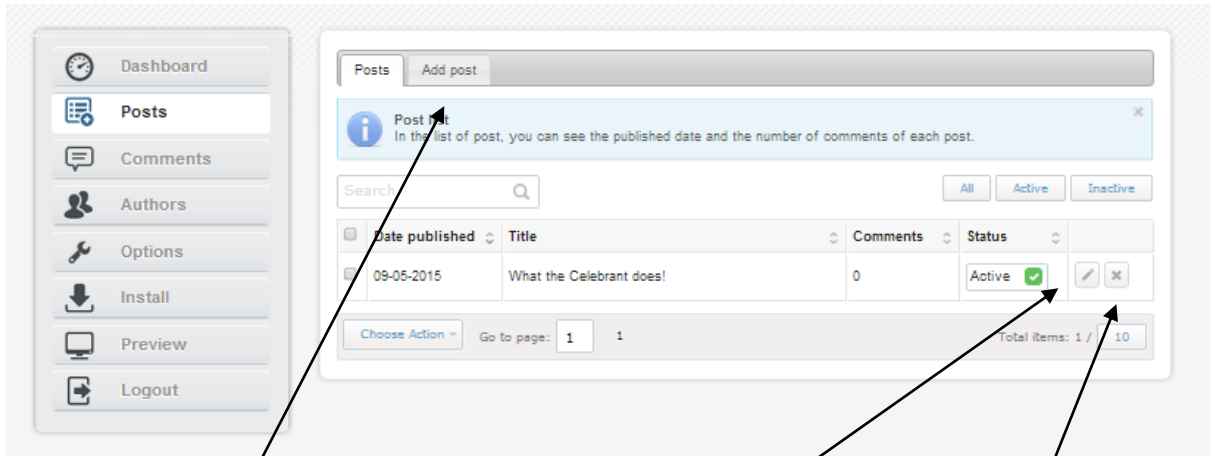 Dashboard
Posts
Comments
Authors
Options
Install
Preview
Logout
Posts Add post
Post list
In the list of post, you can see the published date and the number of comments of each post.
Search
All Active Inactive
Date published Title Comments Status
09-05-2015 What the Celebrant does! 0 Active
Choose Action Go to page: 1 1 Total items: 1 / 10